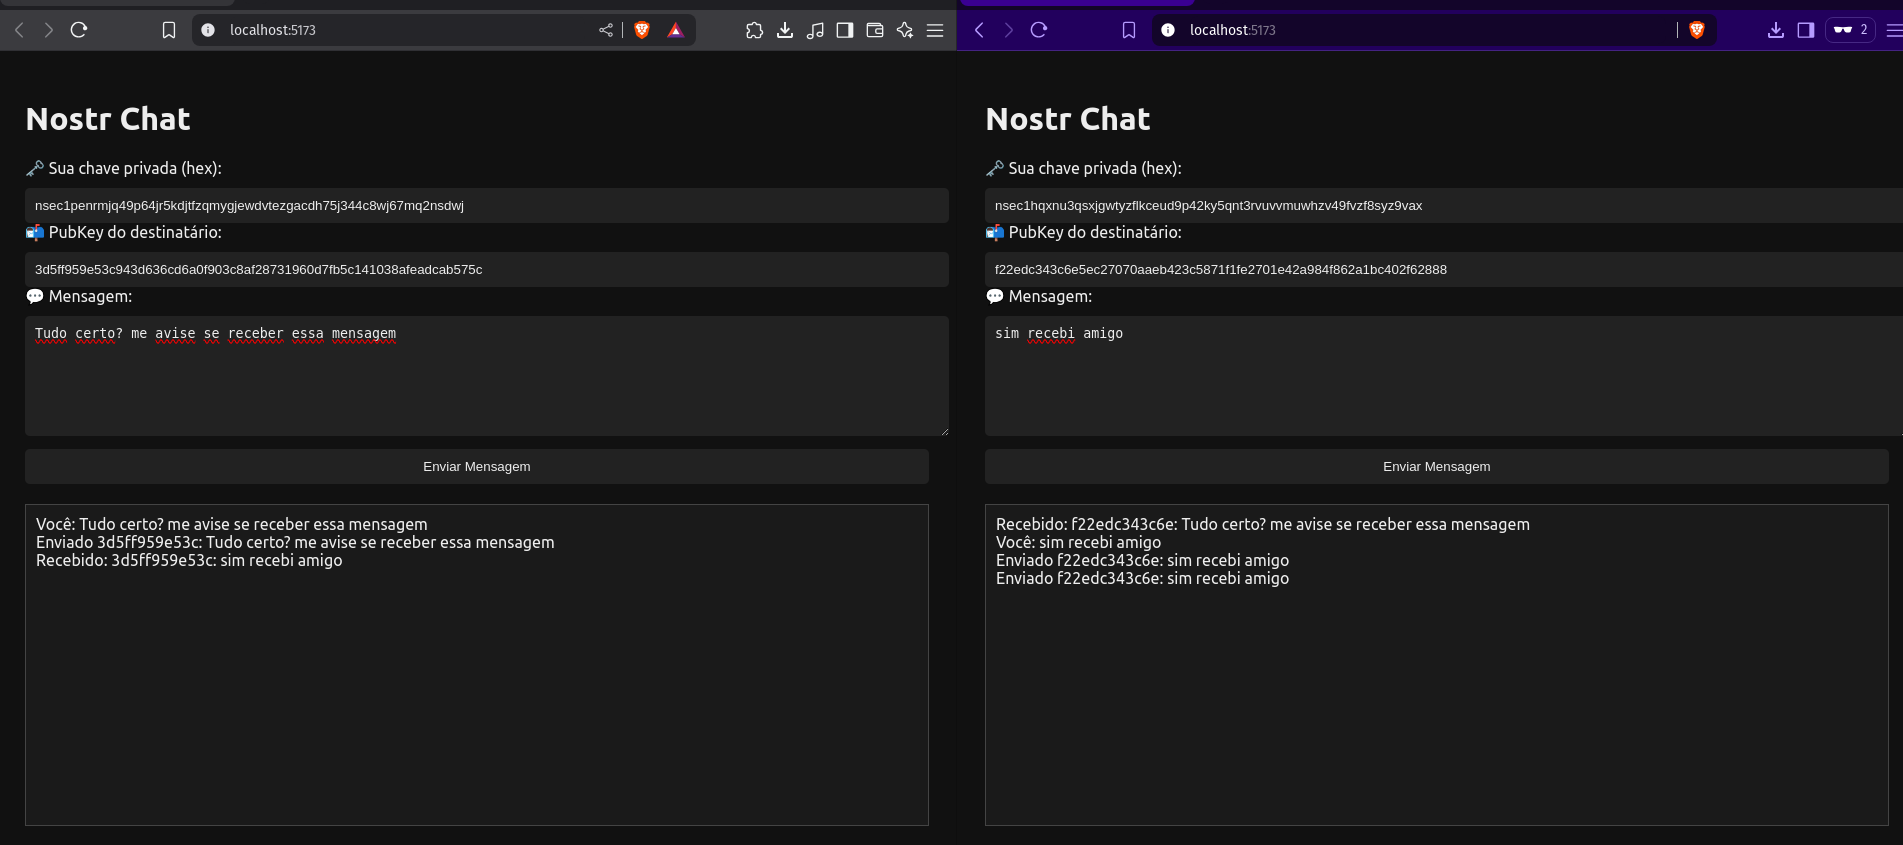 localhost:5173
Nostr Chat
Sua chave privada (hex):
nsec1penrmjq49p64jr5kdjtfzqmygjewdvtezgacdh75j344c8wj67mq2nsdwj
PubKey do destinatário:
3d5ff959e53c943d636cd6a0f903c8af28731960d7fb5c141038afeadcab575c
Mensagem:
Tudo certo? me avise se receber essa mensagem
Enviar Mensagem
Você: Tudo certo? me avise se receber essa mensagem
Enviado 3d5ff959e53c: Tudo certo? me avise se receber essa mensagem
Recebido: 3d5ff959e53c: sim recebi amigo
localhost:5173
2
Nostr Chat
Sua chave privada (hex):
nsec1hqxnu3qsxjgwtyzflkceud9p42ky5qnt3rvuvvmuwhzv49fvzf8syz9vax
PubKey do destinatário:
f22edc343c6e5ec27070aaeb423c5871f1fe2701e42a984f862a1bc402f62888
Mensagem:
sim recebi amigo
Enviar Mensagem
Recebido: f22edc343c6e: Tudo certo? me avise se receber essa mensagem
Você: sim recebi amigo
Enviado f22edc343c6e: sim recebi amigo
Enviado f22edc343c6e: sim recebi amigo